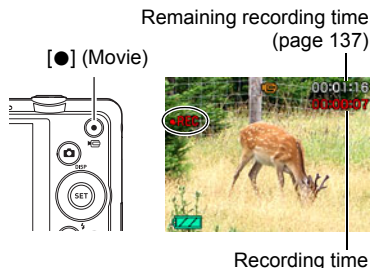 Remaining recording time
(page 137)
[●] (Movie)
00:01:16
00:00:07
●REC
DISP
SET
Recording time